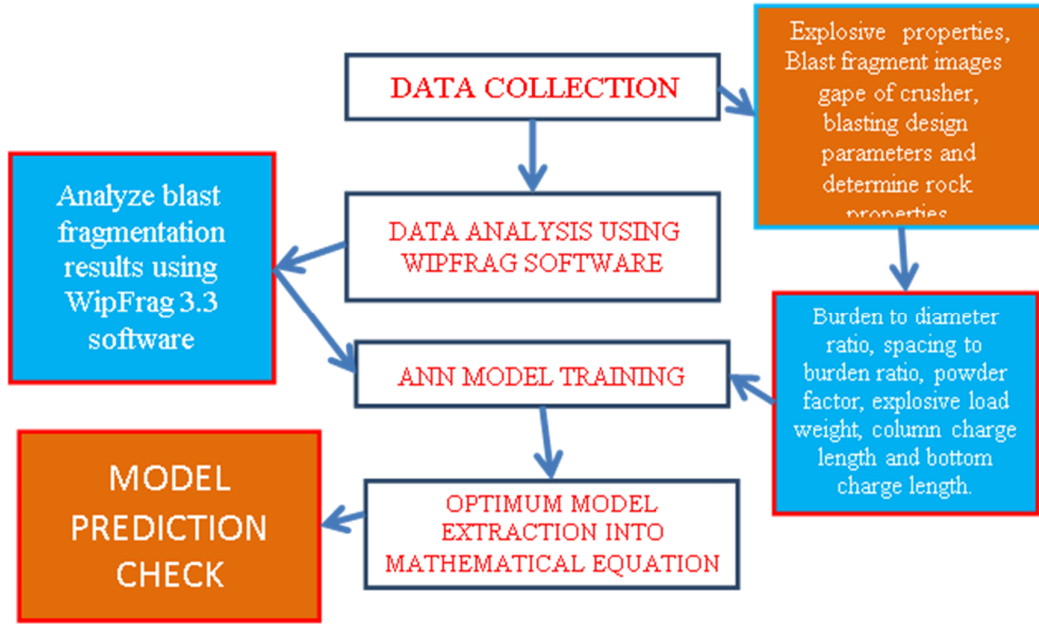 DATA COLLECTION
Explosive properties,
Blast fragment images
gape of crusher,
blasting design
parameters and
determine rock
properties
Analyze blast
fragmentation
results using
WipFrag 3.3
software
DATA ANALYSIS USING
WIPFRAG SOFTWARE
Burden to diameter
ratio, spacing to
burden ratio, powder
factor, explosive load
weight, column charge
length and bottom
charge length.
ANN MODEL TRAINING
OPTIMUM MODEL
EXTRACTION INTO
MATHEMATICAL EQUATION
MODEL
PREDICTION
CHECK